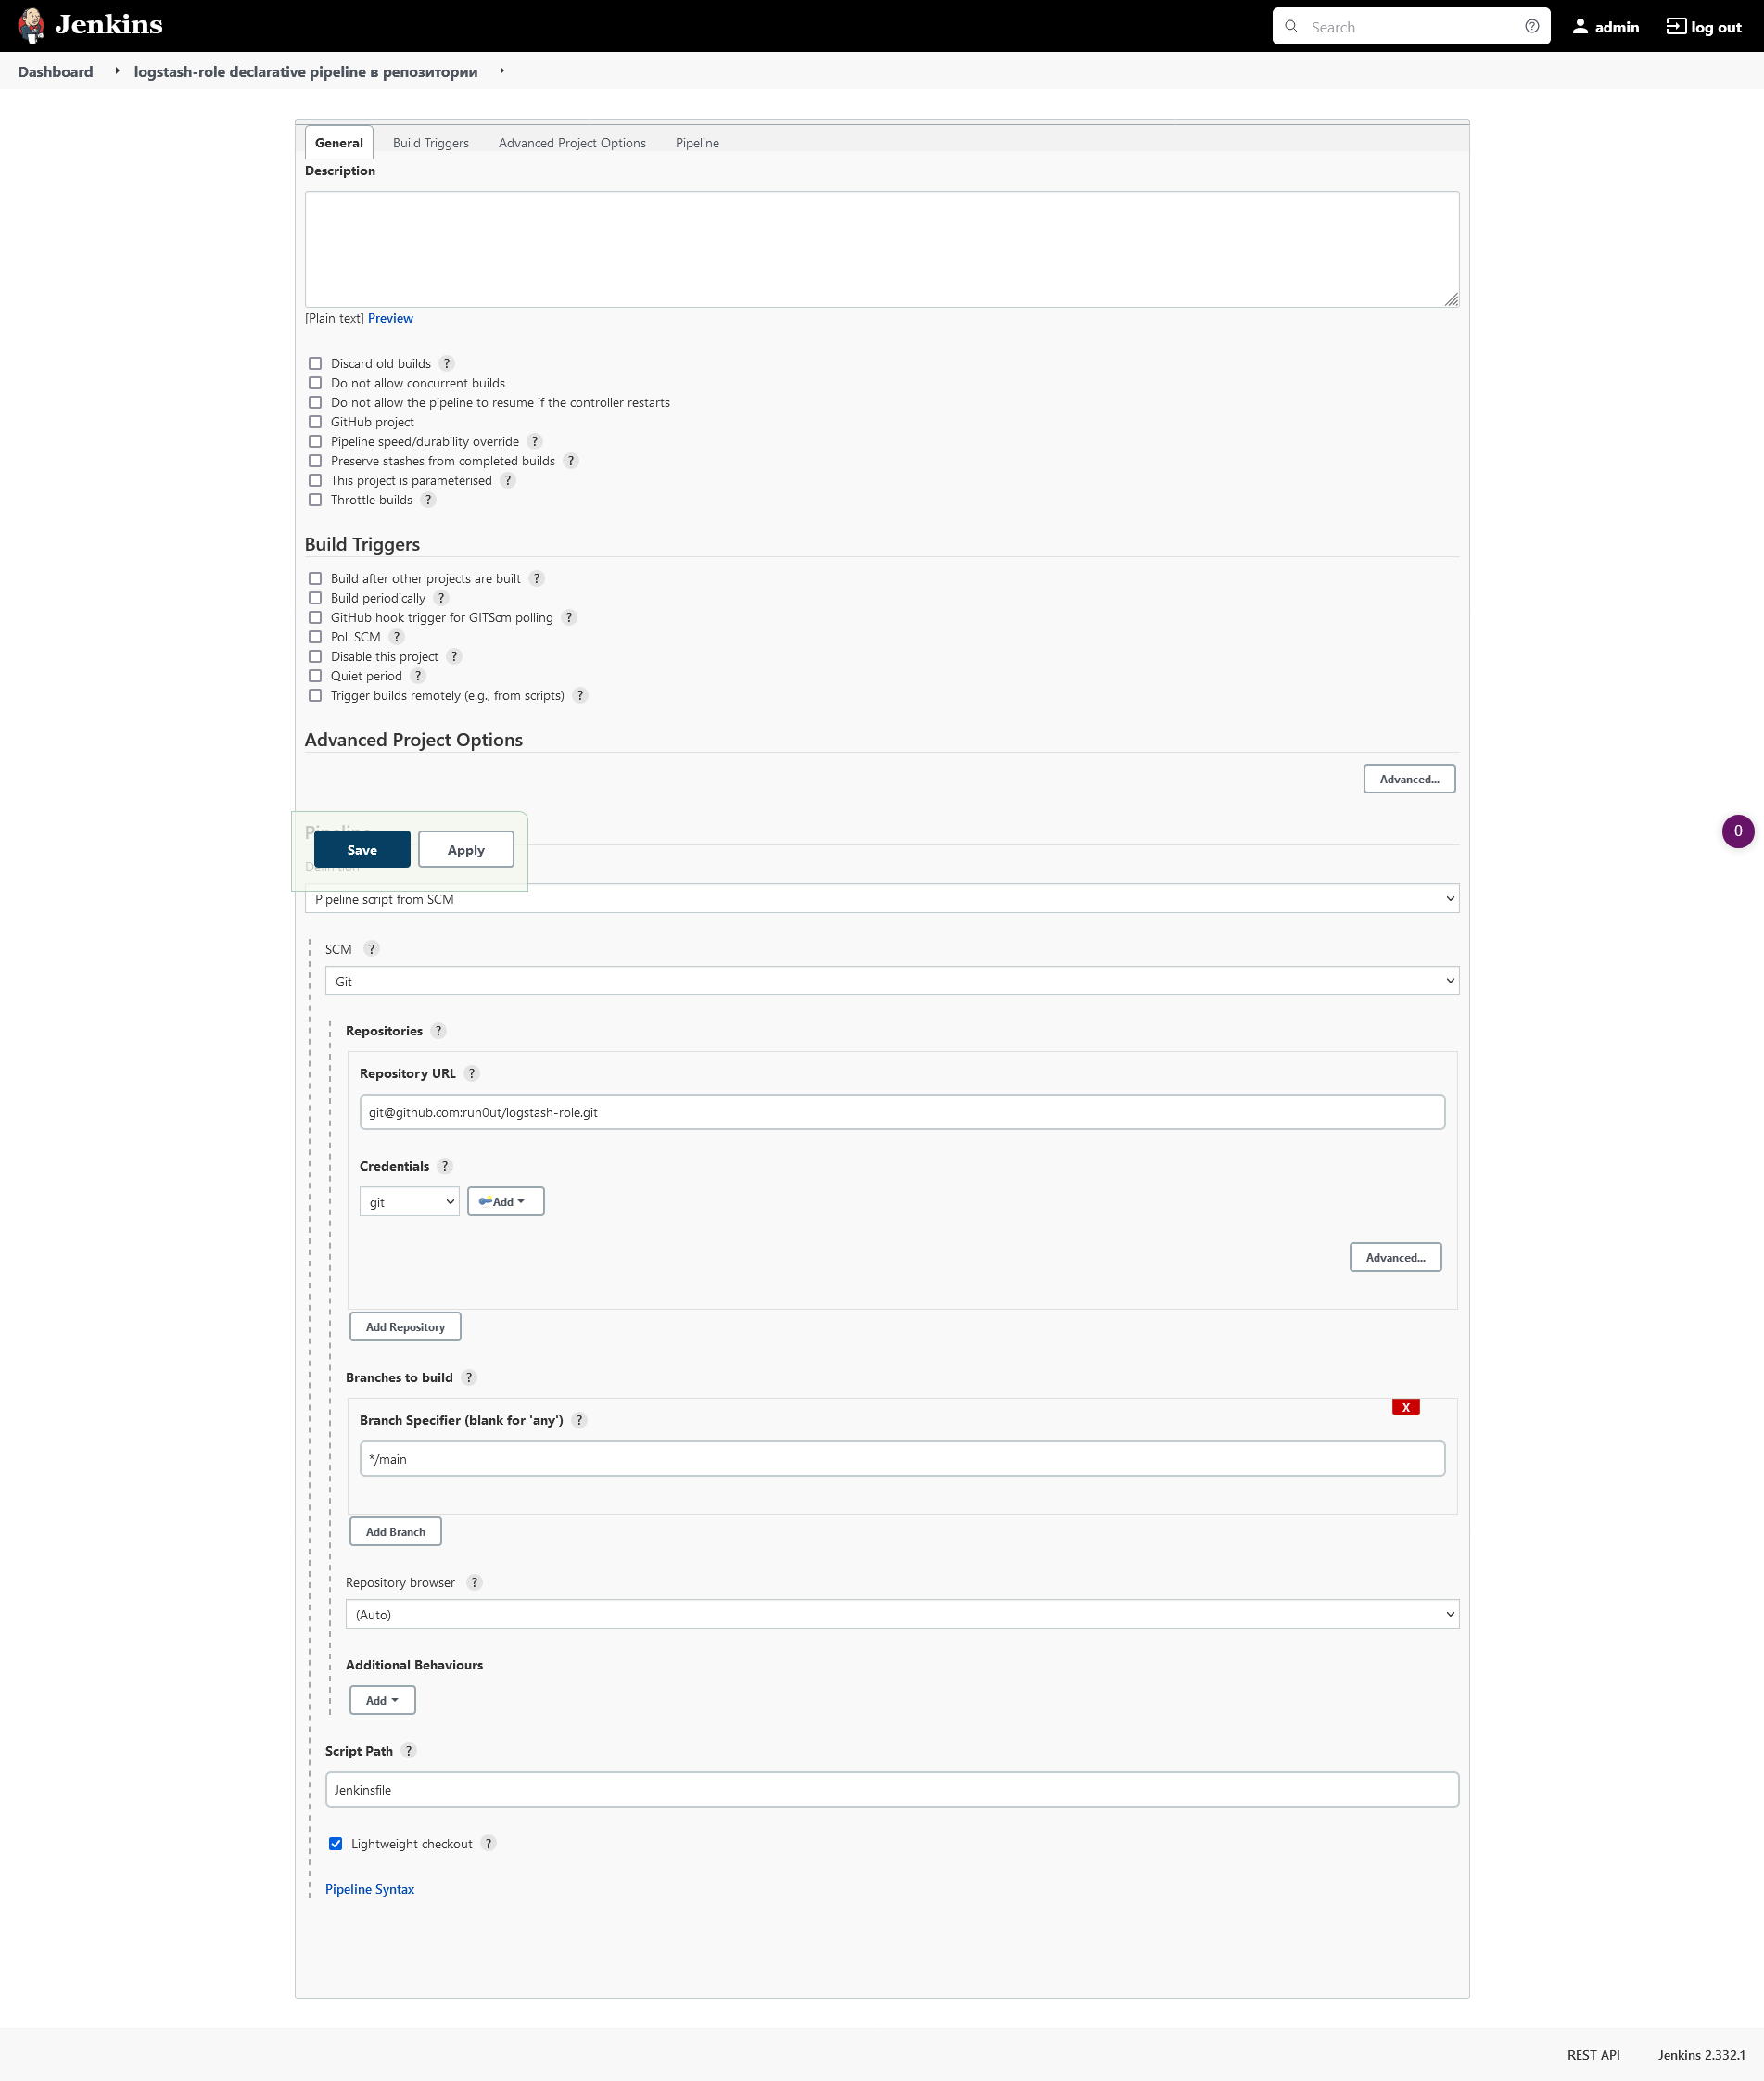 Jenkins
Search
admin
log out
Dashboard
logstash-role declarative pipeline в репозитории
General
Build Triggers
Advanced Project Options
Pipeline
Description
[Plain text] Preview
Discard old builds ?
Do not allow concurrent builds
Do not allow the pipeline to resume if the controller restarts
GitHub project
Pipeline speed/durability override ?
Preserve stashes from completed builds ?
This project is parameterised ?
Throttle builds ?
Build Triggers
Build after other projects are built ?
Build periodically ?
GitHub hook trigger for GITScm polling ?
Poll SCM ?
Disable this project ?
Quiet period ?
Trigger builds remotely (e.g., from scripts) ?
Advanced Project Options
Advanced...
Pipeline
Save
Apply
0
Definition
Pipeline script from SCM
SCM ?
Git
Repositories ?
Repository URL ?
git@github.com:run0ut/logstash-role.git
Credentials ?
git
Add
Advanced...
Add Repository
Branches to build ?
X
Branch Specifier (blank for 'any') ?
*/main
Add Branch
Repository browser ?
(Auto)
Additional Behaviours
Add
Script Path ?
Jenkinsfile
Lightweight checkout ?
Pipeline Syntax
REST API
Jenkins 2.332.1